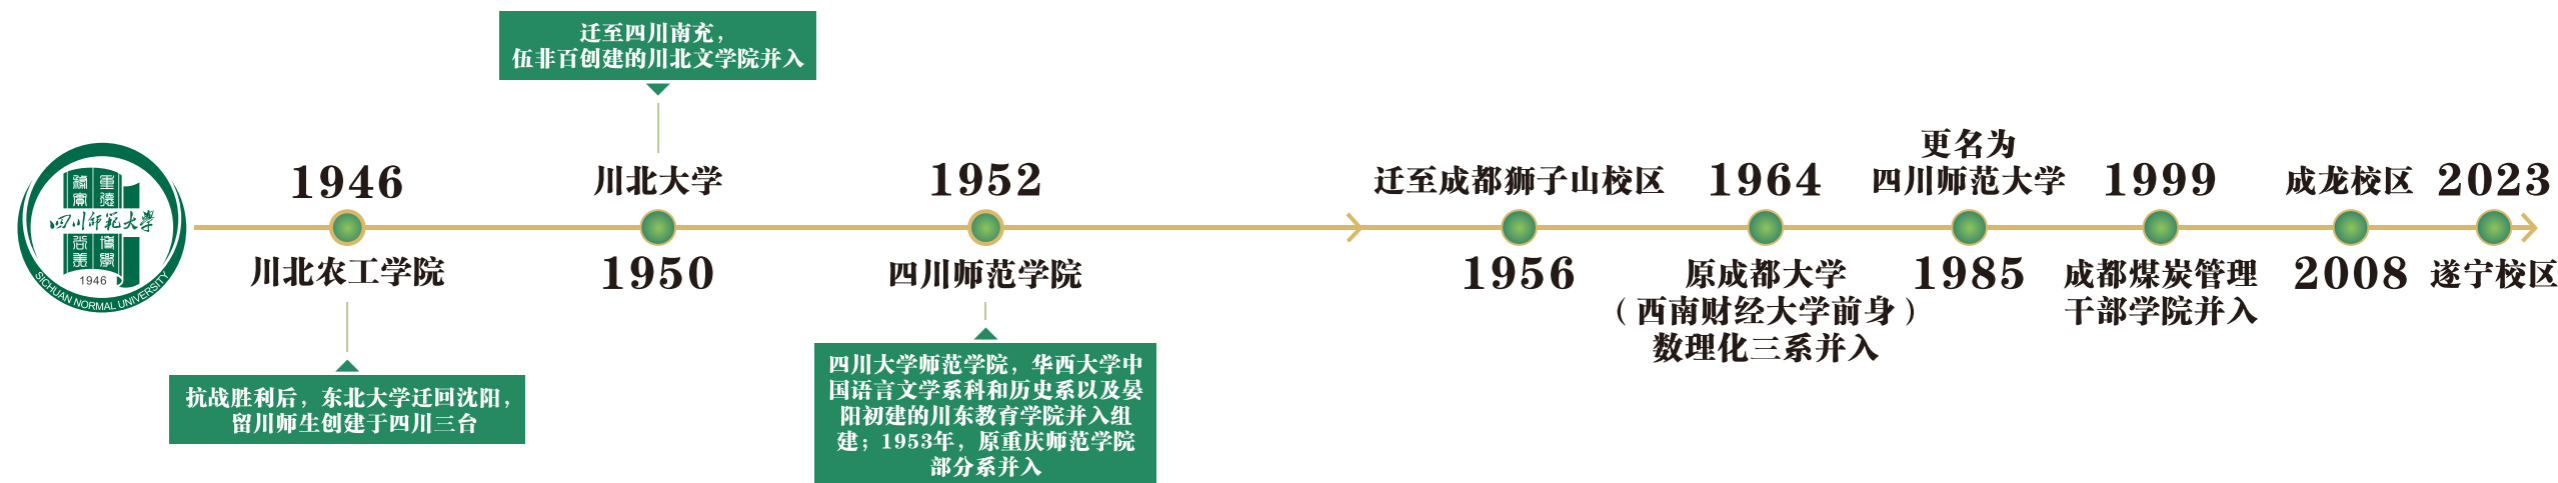 重德
務實
四川师范大学
博學
尚美
1946
SICHUAN NORMAL UNIVERSITY
1946
川北农工学院
抗战胜利后，东北大学迁回沈阳，
留川师生创建于四川三台
迁至四川南充，
伍非百创建的川北文学院并入
川北大学
1950
1952
四川师范学院
四川大学师范学院，华西大学中
国语言文学系科和历史系以及晏
阳初建的川东教育学院并入组
建；1953年，原重庆师范学院
部分系并入
迁至成都狮子山校区
1956
1964
原成都大学
（西南财经大学前身）
数理化三系并入
更名为
四川师范大学
1985
1999
成都煤炭管理
干部学院并入
成龙校区
2008
2023
遂宁校区